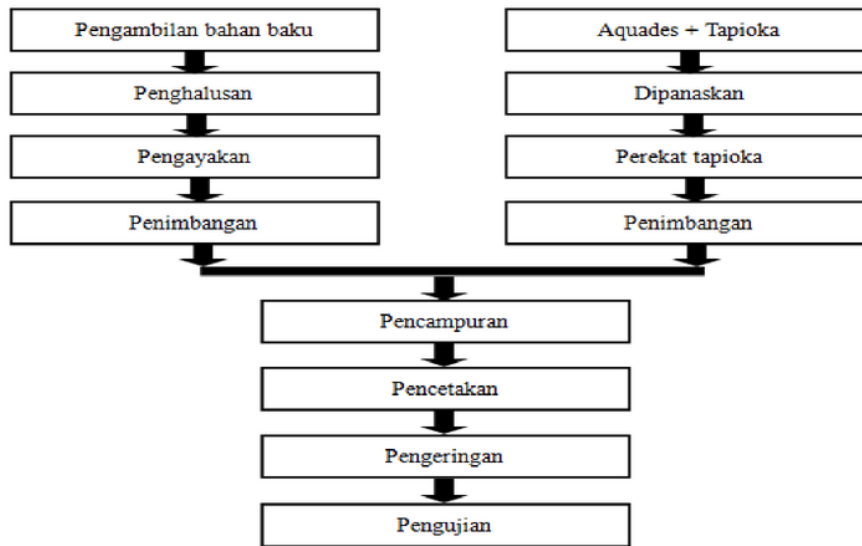 Pengambilan bahan baku
Penghalusan
Pengayakan
Penimbangan
Aquades + Tapioka
Dipanaskan
Perekat tapioka
Penimbangan
Pencampuran
Pencetakan
Pengeringan
Pengujian